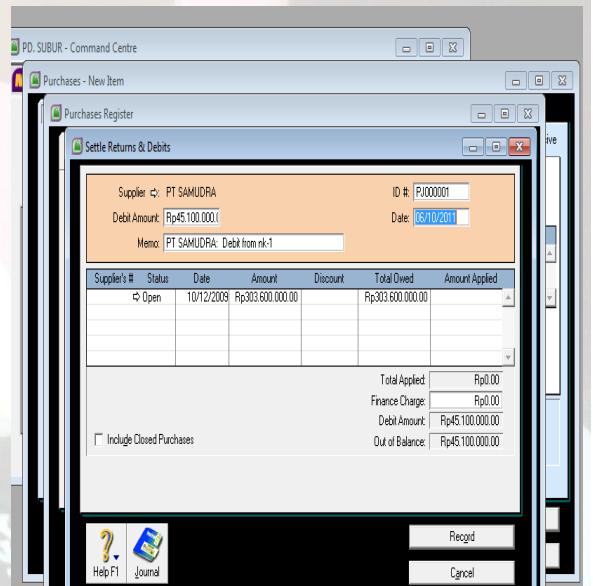 PD. SUBUR - Command Centre
Purchases - New Item
Purchases Register
Settle Returns & Debits
Supplier PT SAMUDRA
ID #: PJ000001
Debit Amount: Rp45.100.000.(
Date: 06/10/2011
Memo: PT SAMUDRA: Debit from nk-1
Supplier's # Status Date Amount Discount Total Owed Amount Applied
Open 10/12/2009 Rp303.600.000.00 Rp303.600.000.00
Total Applied: Rp0.00
Finance Charge: Rp0.00
Debit Amount: Rp45.100.000.00
Include Closed Purchases
Out of Balance: Rp45.100.000.00
Help F1
Journal
Record
Cancel